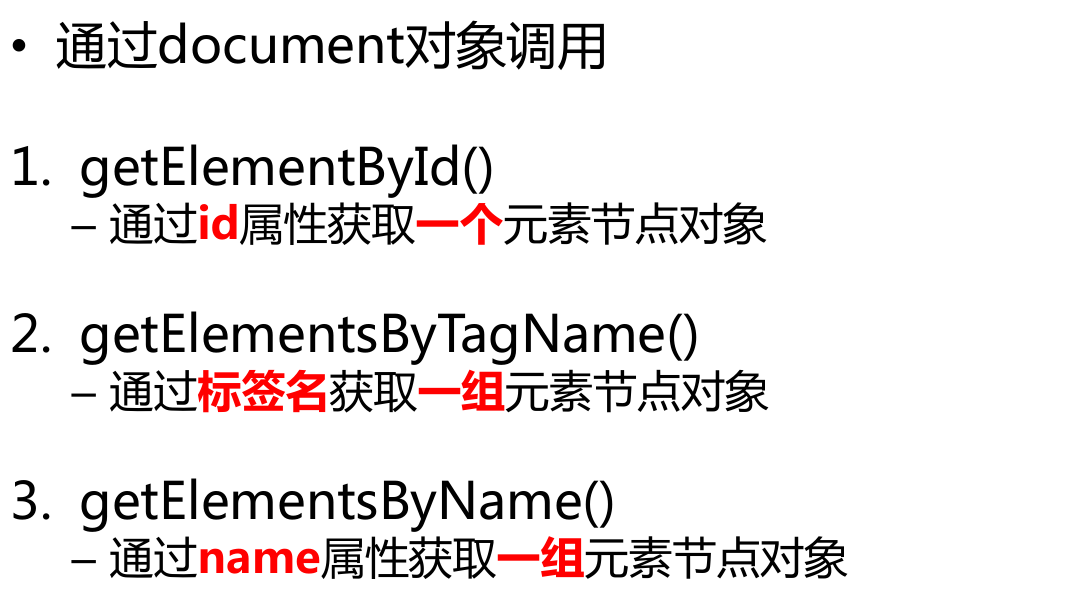 • 通过document对象调用
1. getElementById()
– 通过id属性获取一个元素节点对象
2. getElementsByTagName()
– 通过标签名获取一组元素节点对象
3. getElementsByName()
– 通过name属性获取一组元素节点对象